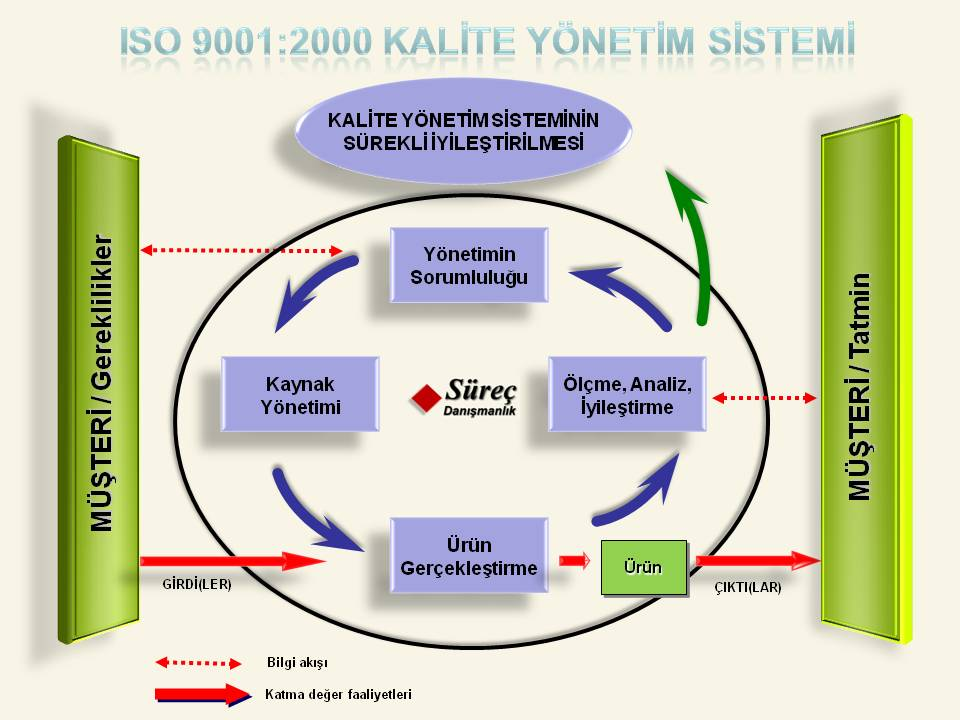 ISO 9001:2000 KALİTE YÖNETİM SİSTEMİ
KALİTE YÖNETİM SİSTEMİNİN
SÜREKLİ İYİLEŞTİRİLMESİ
MÜŞTERİ / Gereklilikler
Yönetimin
Sorumluluğu
Kaynak
Yönetimi
Süreç
Danışmanlık
Ölçme, Analiz,
İyileştirme
MÜŞTERİ / Tatmin
Ürün
Gerçekleştirme
Ürün
GİRDİ(LER)
ÇIKTI(LAR)
Bilgi akışı
Katma değer faaliyetleri